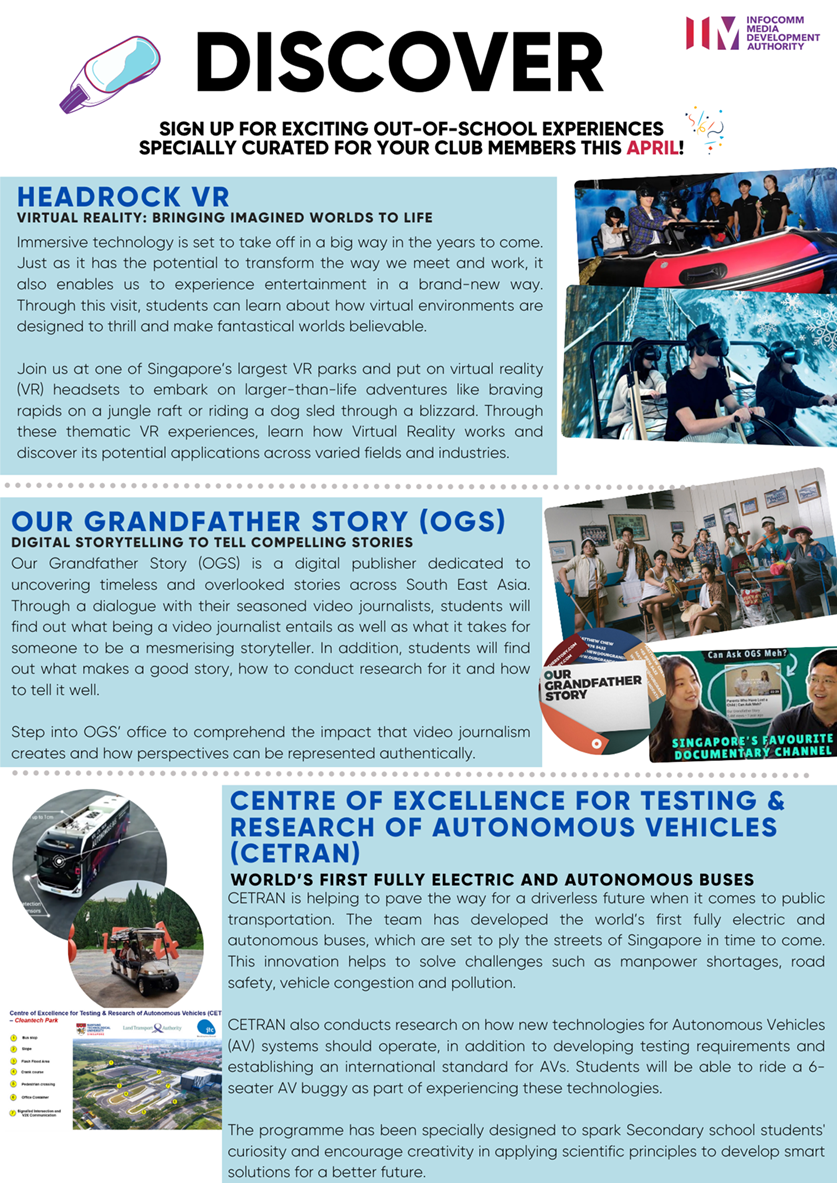 DISCOVER
INFOCOMM
MEDIA
DEVELOPMENT
AUTHORITY
SIGN UP FOR EXCITING OUT-OF-SCHOOL EXPERIENCES
SPECIALLY CURATED FOR YOUR CLUB MEMBERS THIS APRIL!
HEADROCK VR
VIRTUAL REALITY: BRINGING IMAGINED WORLDS TO LIFE
Immersive technology is set to take off in a big way in the years to come.
Just as it has the potential to transform the way we meet and work, it
also enables us to experience entertainment in a brand-new way.
Through this visit, students can learn about how virtual environments are
designed to thrill and make fantastical worlds believable.
Join us at one of Singapore's largest VR parks and put on virtual reality
(VR) headsets to embark on larger-than-life adventures like braving
rapids on a jungle raft or riding a dog sled through a blizzard. Through
these thematic VR experiences, learn how Virtual Reality works and
discover its potential applications across varied fields and industries.
OUR GRANDFATHER STORY (OGS)
DIGITAL STORYTELLING TO TELL COMPELLING STORIES
Our Grandfather Story (OGS) is a digital publisher dedicated to
uncovering timeless and overlooked stories across South East Asia.
Through a dialogue with their seasoned video journalists, students will
find out what being a video journalist entails as well as what it takes for
someone to be a mesmerising storyteller. In addition, students will find
out what makes a good story, how to conduct research for it and how
to tell it well.
Step into OGS' office to comprehend the impact that video journalism
creates and how perspectives can be represented authentically.
OUR
GRANDFATHER
STORY
Can Ask OGS Meh?
SINGAPORE'S FAVOURITE
DOCUMENTARY CHANNEL
CENTRE OF EXCELLENCE FOR TESTING &
RESEARCH OF AUTONOMOUS VEHICLES
(CETRAN)
WORLD'S FIRST FULLY ELECTRIC AND AUTONOMOUS BUSES
CETRAN is helping to pave the way for a driverless future when it comes to public
transportation. The team has developed the world's first fully electric and
autonomous buses, which are set to ply the streets of Singapore in time to come.
This innovation helps to solve challenges such as manpower shortages, road
safety, vehicle congestion and pollution.
CETRAN also conducts research on how new technologies for Autonomous Vehicles
(AV) systems should operate, in addition to developing testing requirements and
establishing an international standard for AVs. Students will be able to ride a 6-
seater AV buggy as part of experiencing these technologies.
The programme has been specially designed to spark Secondary school students'
curiosity and encourage creativity in applying scientific principles to develop smart
solutions for a better future.
Centre of Excellence for Testing & Research of Autonomous Vehicles (CET
– Cleantech Park
Land Transport Authority
1 Bus stop
2 Slope
Flash Flood Area
Crank course
Pedestrian crossing
6 Office Container
7 Signalled Intersection and
V2X Communication